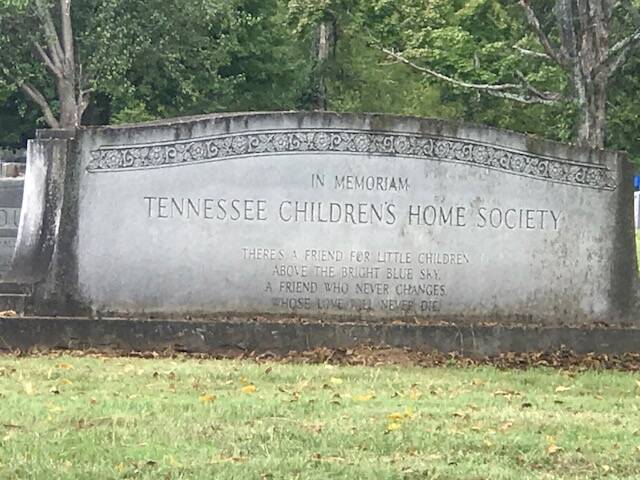 IN MEMORIAM
TENNESSEE CHILDREN'S HOME SOCIETY
THERE'S A FRIEND FOR LITTLE CHILDREN
ABOVE THE BRIGHT BLUE SKY,
A FRIEND WHO NEVER CHANGES
WHOSE LOVE WILL NEVER DIE.